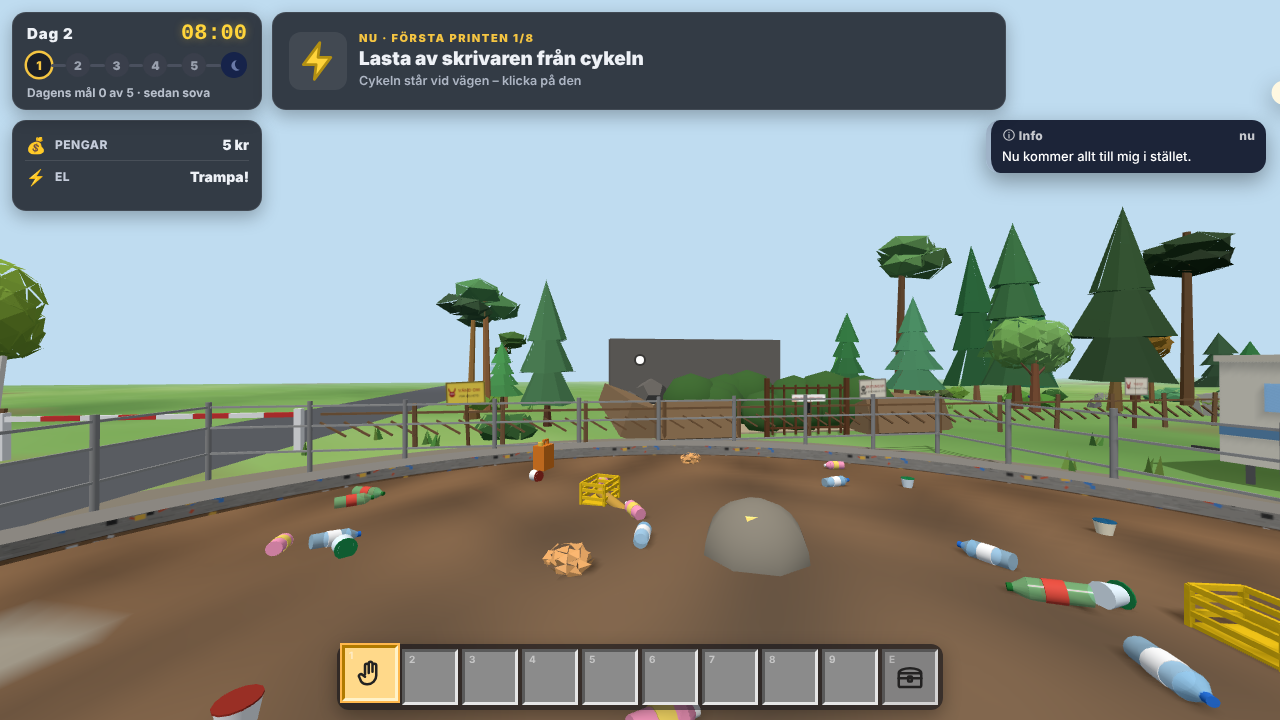 Dag 2
08:00
1 2 3 4 5
Dagens mål 0 av 5 · sedan sova
NU · FÖRSTA PRINTEN 1/8
Lasta av skrivaren från cykeln
Cykeln står vid vägen – klicka på den
PENGAR 5 kr
EL Trampa!
Info nu
Nu kommer allt till mig i stället.
1 2 3 4 5 6 7 8 9 E